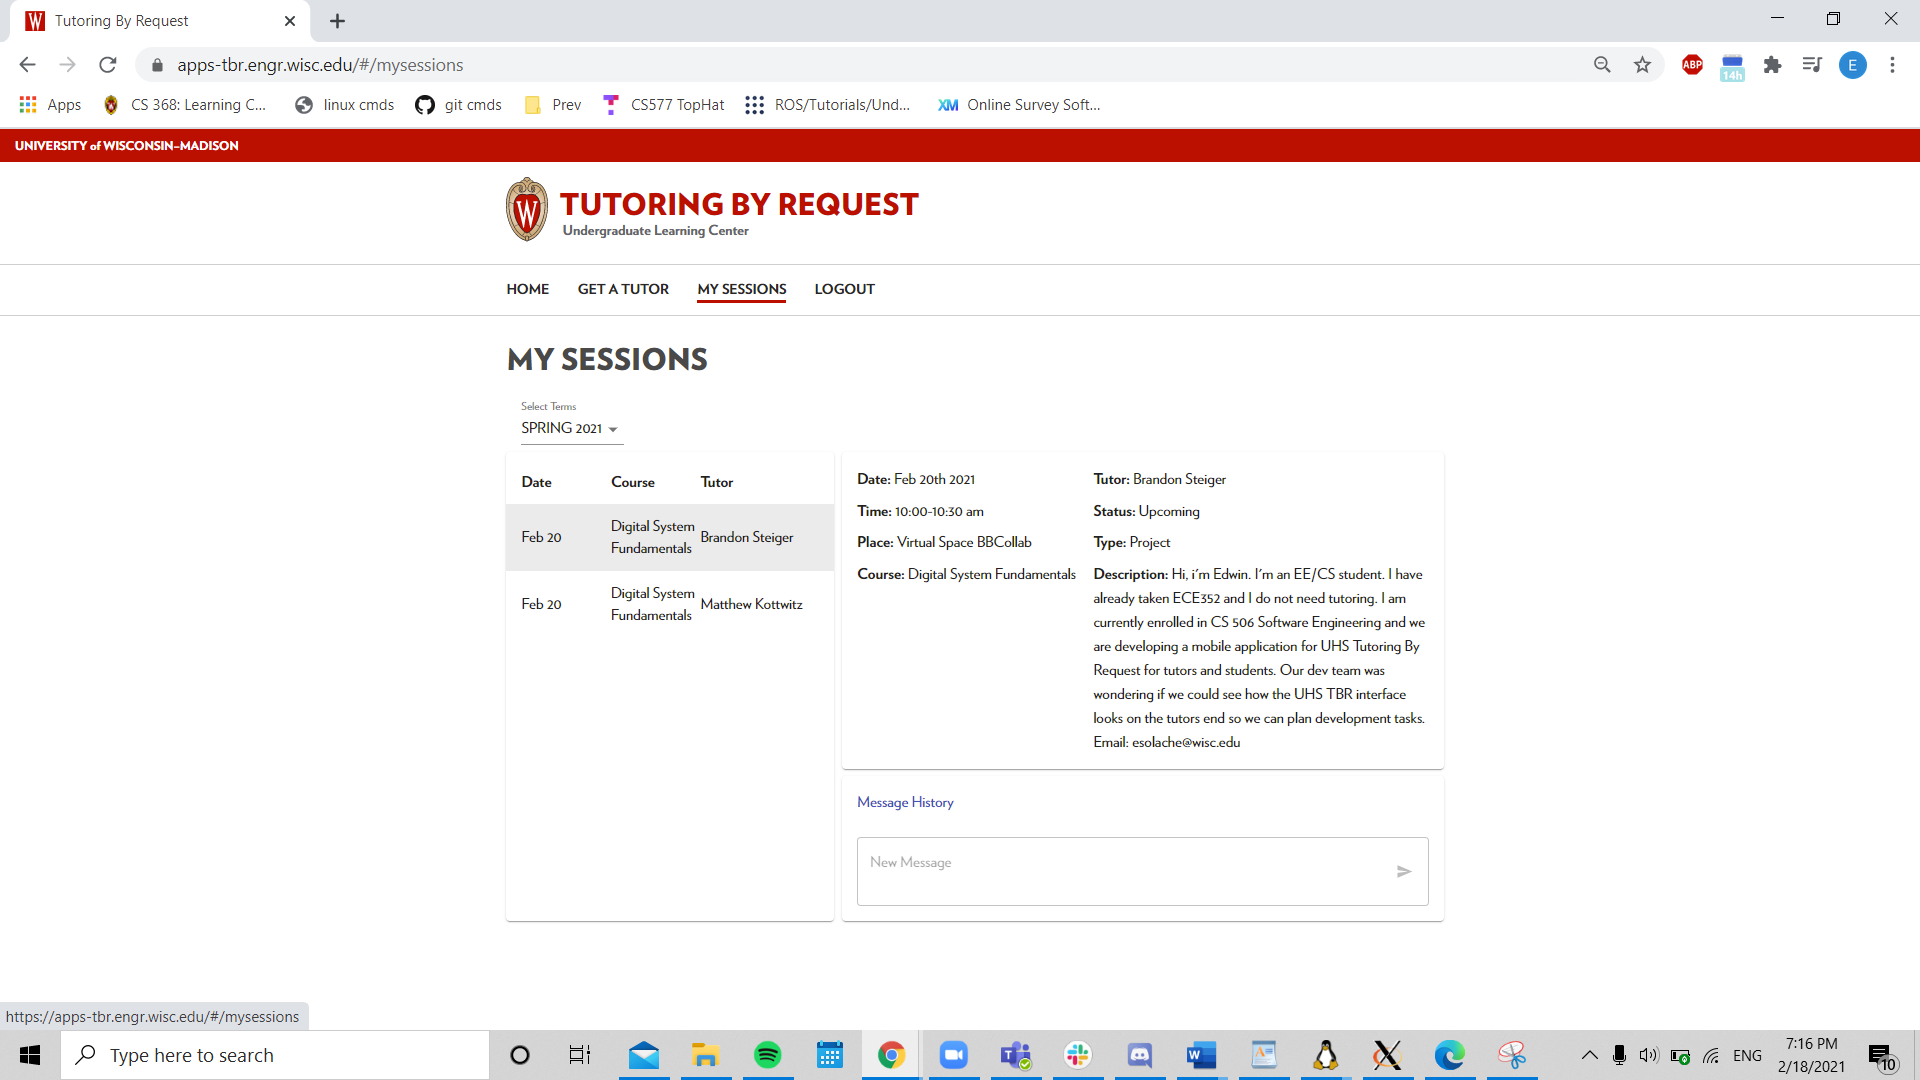 Tutoring By Request
apps-tbr.engr.wisc.edu/#/mysessions
ABP
14h
E
Apps
CS 368: Learning C...
linux cmds
git cmds
Prev
CS577 TopHat
ROS/Tutorials/Und...
XM
Online Survey Soft...
UNIVERSITY of WISCONSIN–MADISON
W
TUTORING BY REQUEST
Undergraduate Learning Center
HOME
GET A TUTOR
MY SESSIONS
LOGOUT
MY SESSIONS
Select Terms
SPRING 2021
Date Course Tutor
Feb 20
Digital System
Fundamentals
Brandon Steiger
Feb 20
Digital System
Fundamentals
Matthew Kottwitz
Date: Feb 20th 2021
Time: 10:00-10:30 am
Place: Virtual Space BBCollab
Course: Digital System Fundamentals
Tutor: Brandon Steiger
Status: Upcoming
Type: Project
Description: Hi, i'm Edwin. I'm an EE/CS student. I have
already taken ECE352 and I do not need tutoring. I am
currently enrolled in CS 506 Software Engineering and we
are developing a mobile application for UHS Tutoring By
Request for tutors and students. Our dev team was
wondering if we could see how the UHS TBR interface
looks on the tutors end so we can plan development tasks.
Email: esolache@wisc.edu
Message History
New Message
https://apps-tbr.engr.wisc.edu/#/mysessions
Type here to search
ENG
7:16 PM
2/18/2021
10